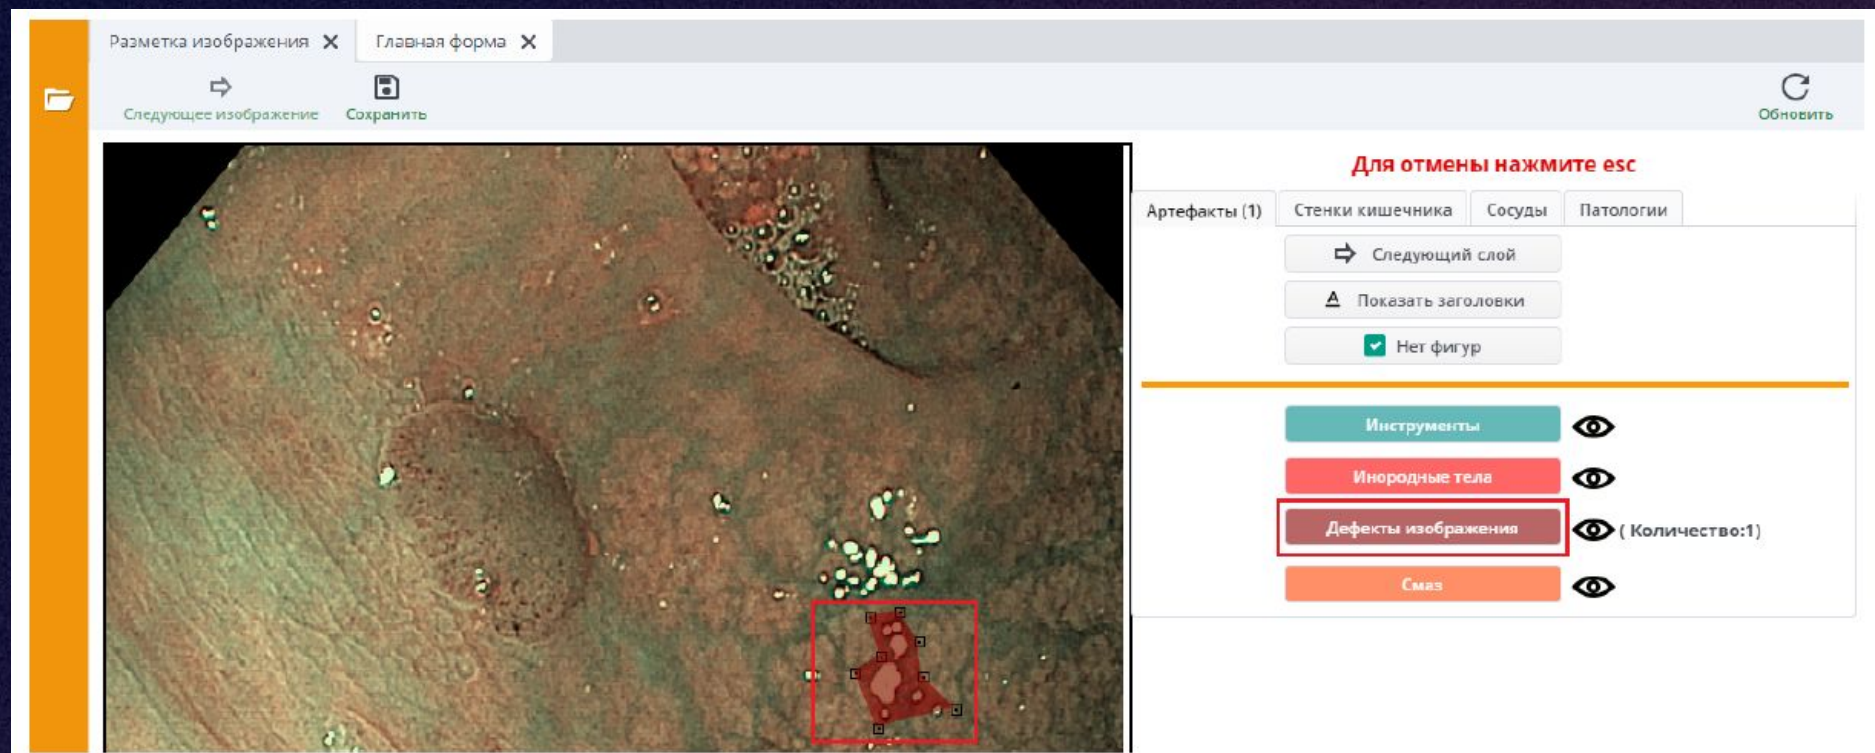 Разметка изображения
Главная форма
Следующее изображение
Сохранить
Обновить
Для отмены нажмите esc
Артефакты (1)
Стенки кишечника
Сосуды
Патологии
Следующий слой
A Показать заголовки
Нет фигур
Инструменты
Инородные тела
Дефекты изображения
( Количество:1)
Смаз